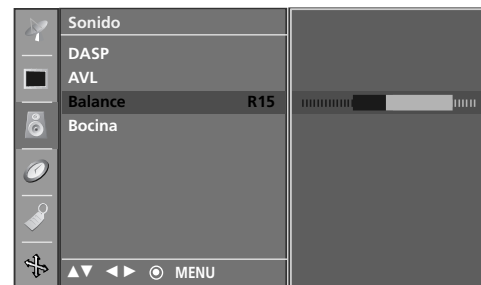 Sonido
DASP
AVL
Balance R15
Bocina
▲▼ ◄► ⦿ MENU